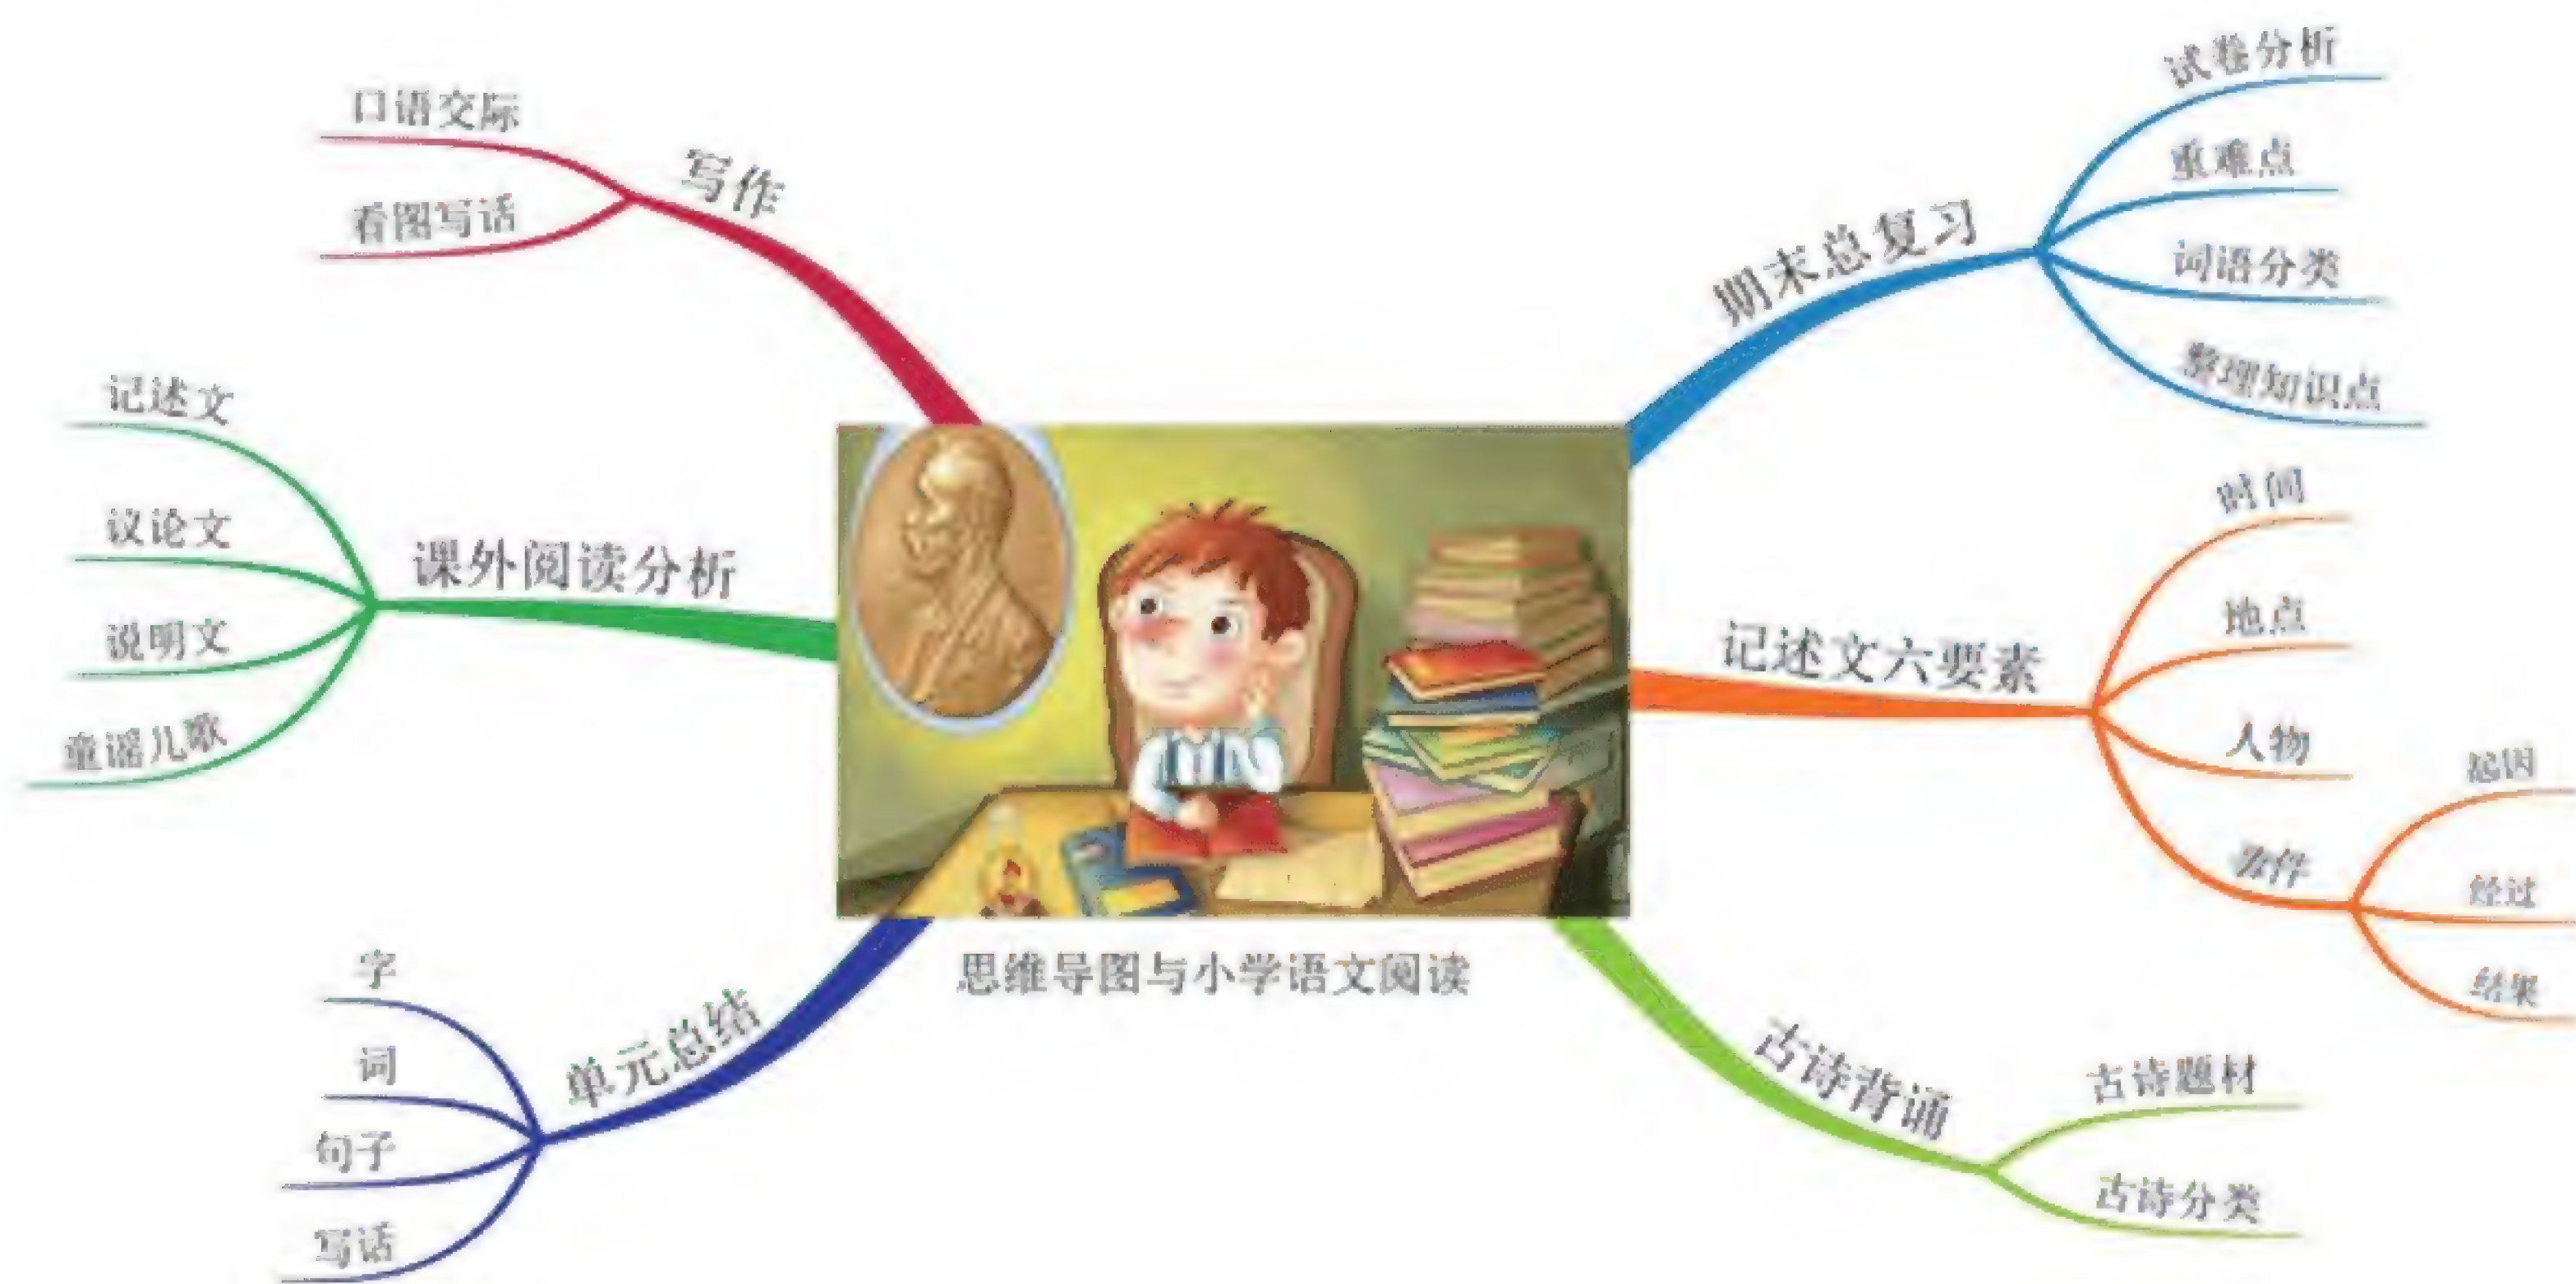 思维导图与小学语文阅读
期末总复习
试卷分析
重难点
词语分类
整理知识点
记述文六要素
时间
地点
人物
起因
经过
结果
古诗背诵
古诗题材
古诗分类
单元总结
字
词
句子
写话
课外阅读分析
记述文
议论文
说明文
童谣儿歌
写作
口语交际
看图写话